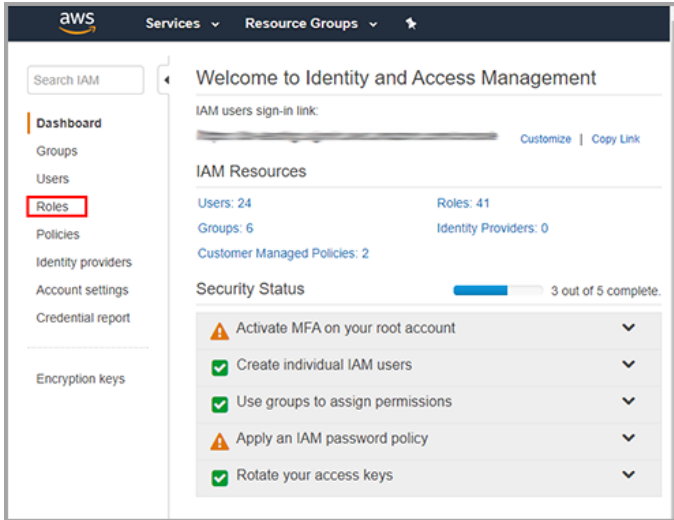 aws Services Resource Groups
Search IAM
Dashboard
Groups
Users
Roles
Policies
Identity providers
Account settings
Credential report
Encryption keys
Welcome to Identity and Access Management
IAM users sign-in link:
Customize | Copy Link
IAM Resources
Users: 24 Roles: 41
Groups: 6 Identity Providers: 0
Customer Managed Policies: 2
Security Status 3 out of 5 complete.
Activate MFA on your root account
Create individual IAM users
Use groups to assign permissions
Apply an IAM password policy
Rotate your access keys